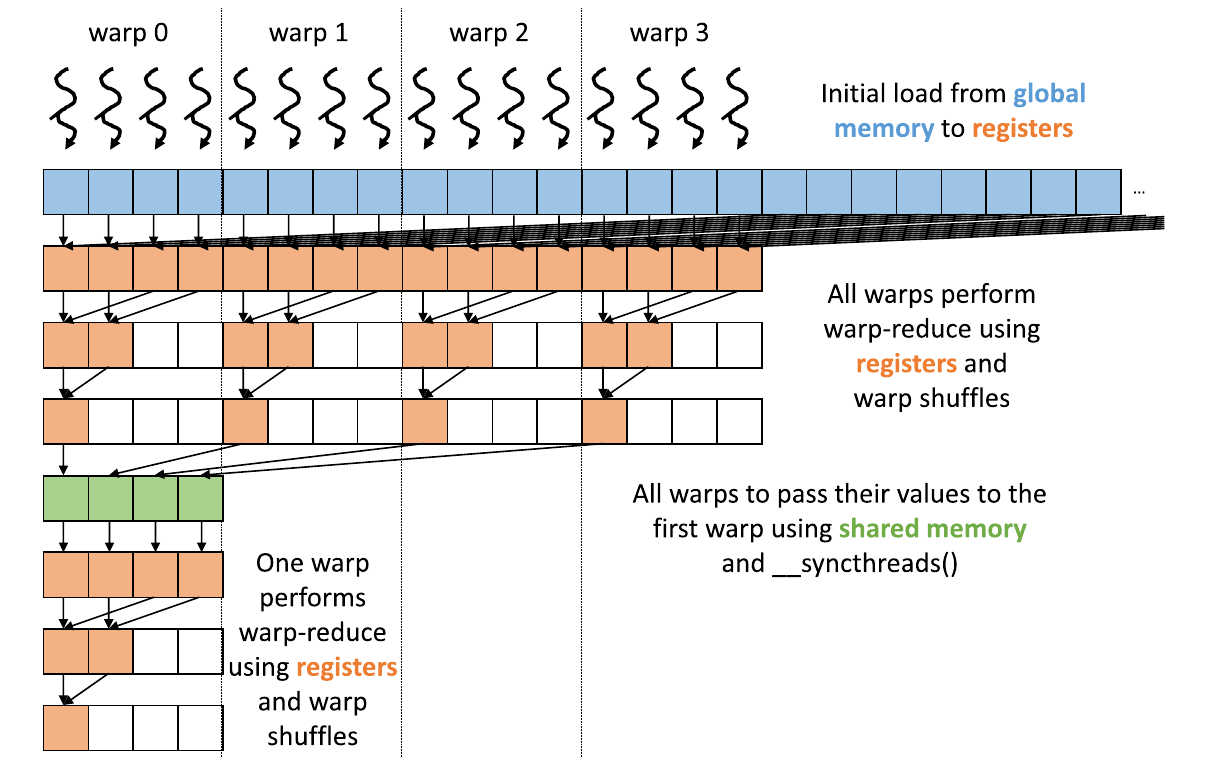 warp 0
warp 1
warp 2
warp 3
Initial load from global
memory to registers
...
All warps perform
warp-reduce using
registers and
warp shuffles
All warps to pass their values to the
first warp using shared memory
and __syncthreads()
One warp
performs
warp-reduce
using registers
and warp
shuffles